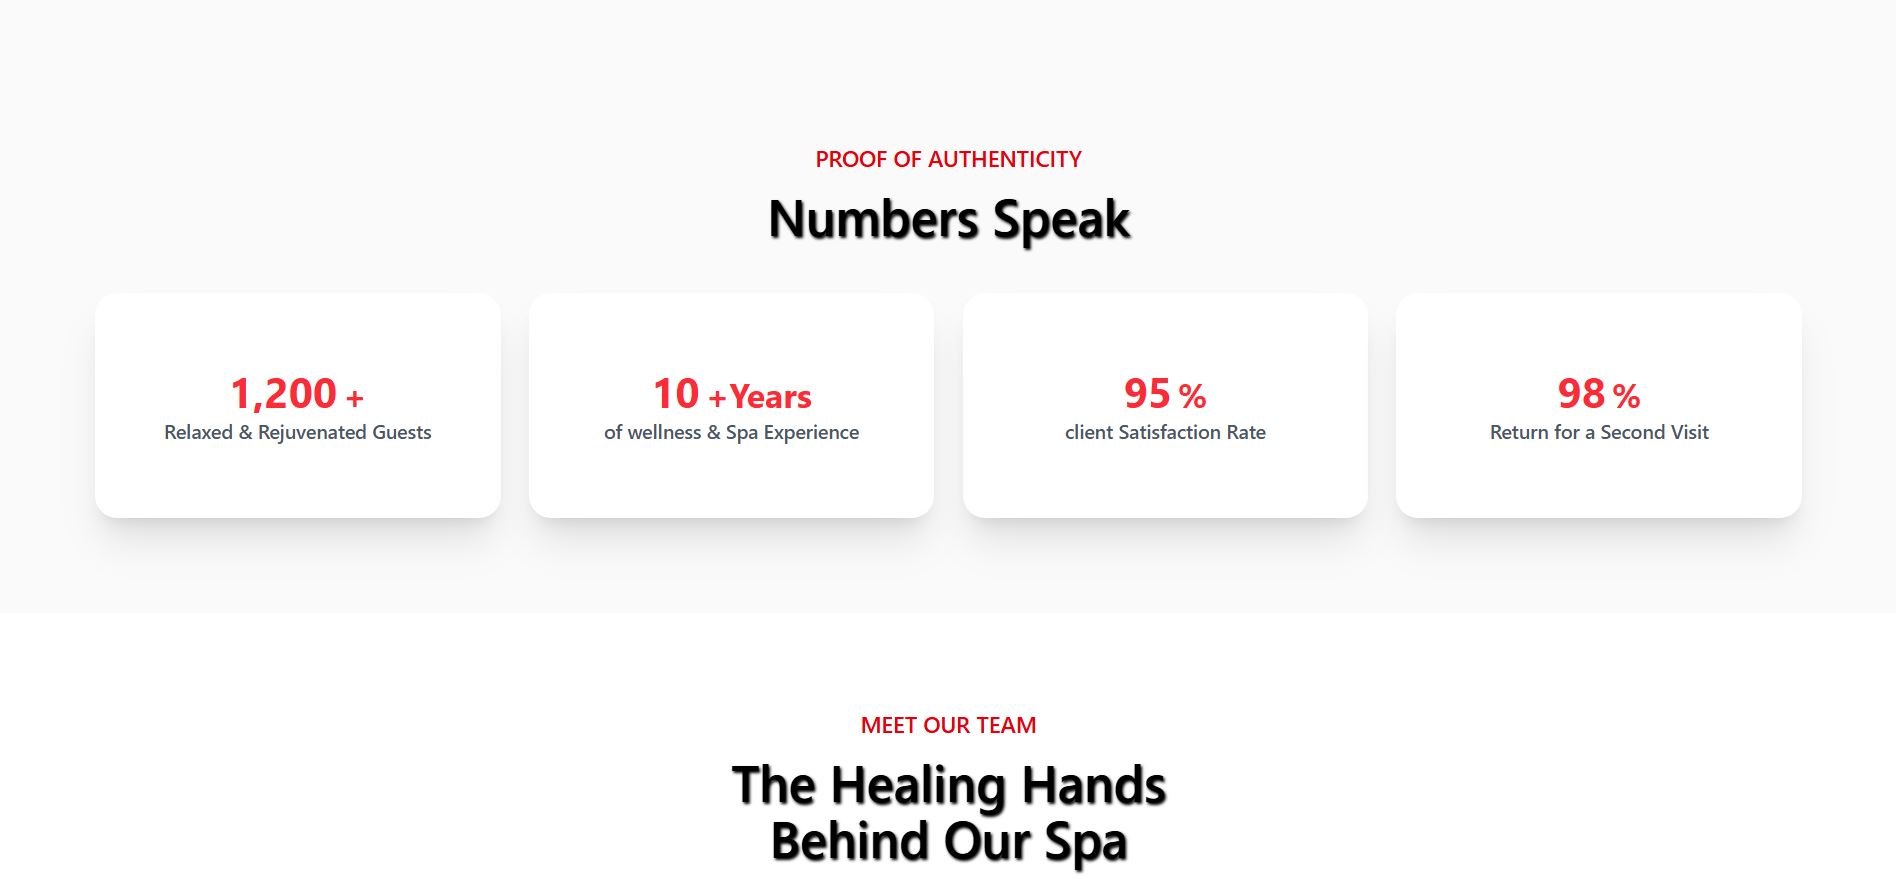 PROOF OF AUTHENTICITY
Numbers Speak
1,200 +
Relaxed & Rejuvenated Guests
10 +Years
of wellness & Spa Experience
95 %
client Satisfaction Rate
98 %
Return for a Second Visit
MEET OUR TEAM
The Healing Hands
Behind Our Spa